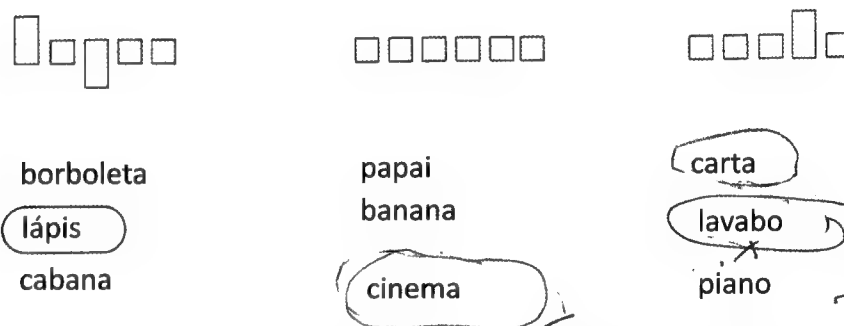 borboleta
lápis
cabana
papai
banana
cinema
carta
lavabo
piano